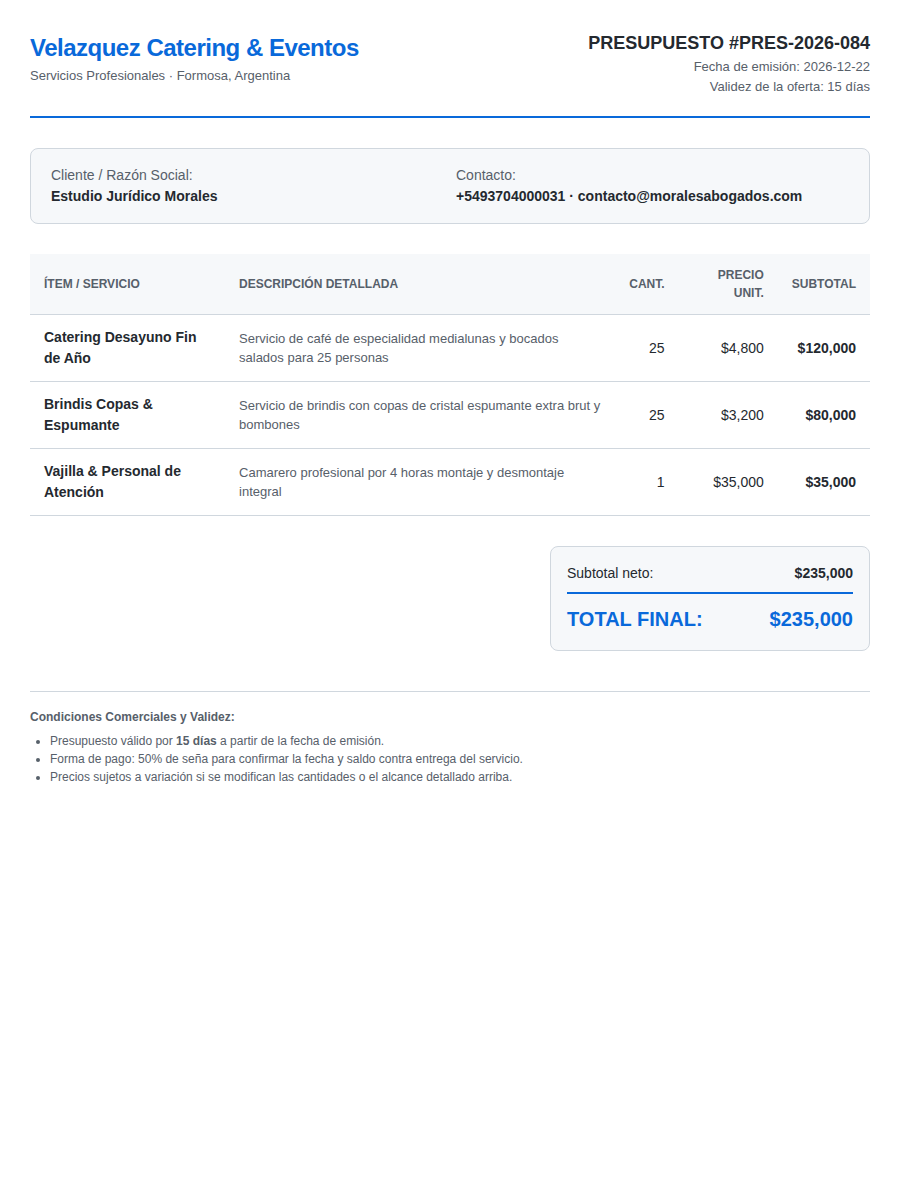 Velazquez Catering & Eventos
Servicios Profesionales · Formosa, Argentina
PRESUPUESTO #PRES-2026-084
Fecha de emisión: 2026-12-22
Validez de la oferta: 15 días
Cliente / Razón Social:
Estudio Jurídico Morales
Contacto:
+5493704000031 · contacto@moralesabogados.com
ÍTEM / SERVICIO DESCRIPCIÓN DETALLADA CANT. PRECIO UNIT. SUBTOTAL
Catering Desayuno Fin
de Año
Servicio de café de especialidad medialunas y bocados
salados para 25 personas
25 $4,800 $120,000
Brindis Copas &
Espumante
Servicio de brindis con copas de cristal espumante extra brut y
bombones
25 $3,200 $80,000
Vajilla & Personal de
Atención
Camarero profesional por 4 horas montaje y desmontaje
integral
1 $35,000 $35,000
Subtotal neto: $235,000
TOTAL FINAL: $235,000
Condiciones Comerciales y Validez:
• Presupuesto válido por 15 días a partir de la fecha de emisión.
• Forma de pago: 50% de seña para confirmar la fecha y saldo contra entrega del servicio.
• Precios sujetos a variación si se modifican las cantidades o el alcance detallado arriba.